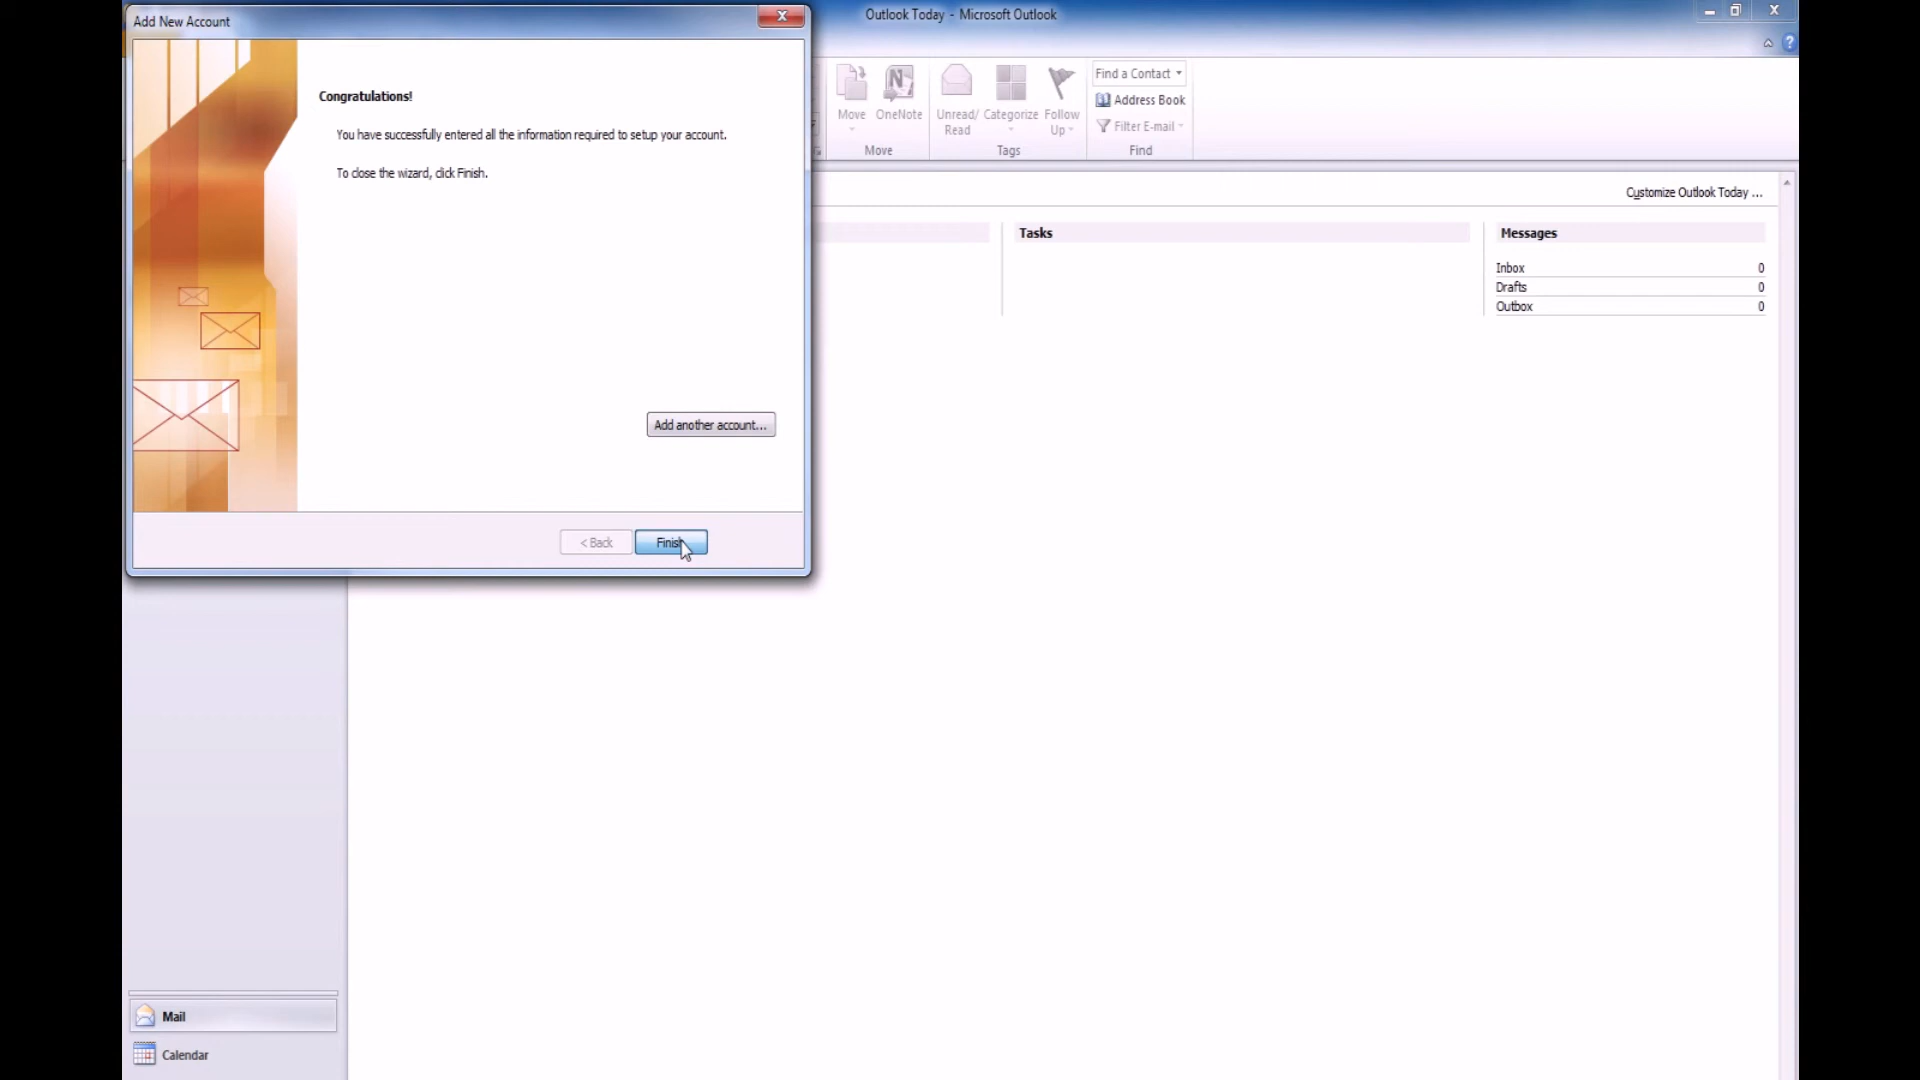 Add New Account
Outlook Today - Microsoft Outlook
Congratulations!
You have successfully entered all the information required to setup your account.
To close the wizard, click Finish.
Add another account...
< Back
Finish
Move
OneNote
Unread/
Read
Categorize
Follow
Up
Find a Contact
Address Book
Filter E-mail
Move
Tags
Find
Customize Outlook Today ...
Tasks
Messages
Inbox 0
Drafts 0
Outbox 0
Mail
Calendar